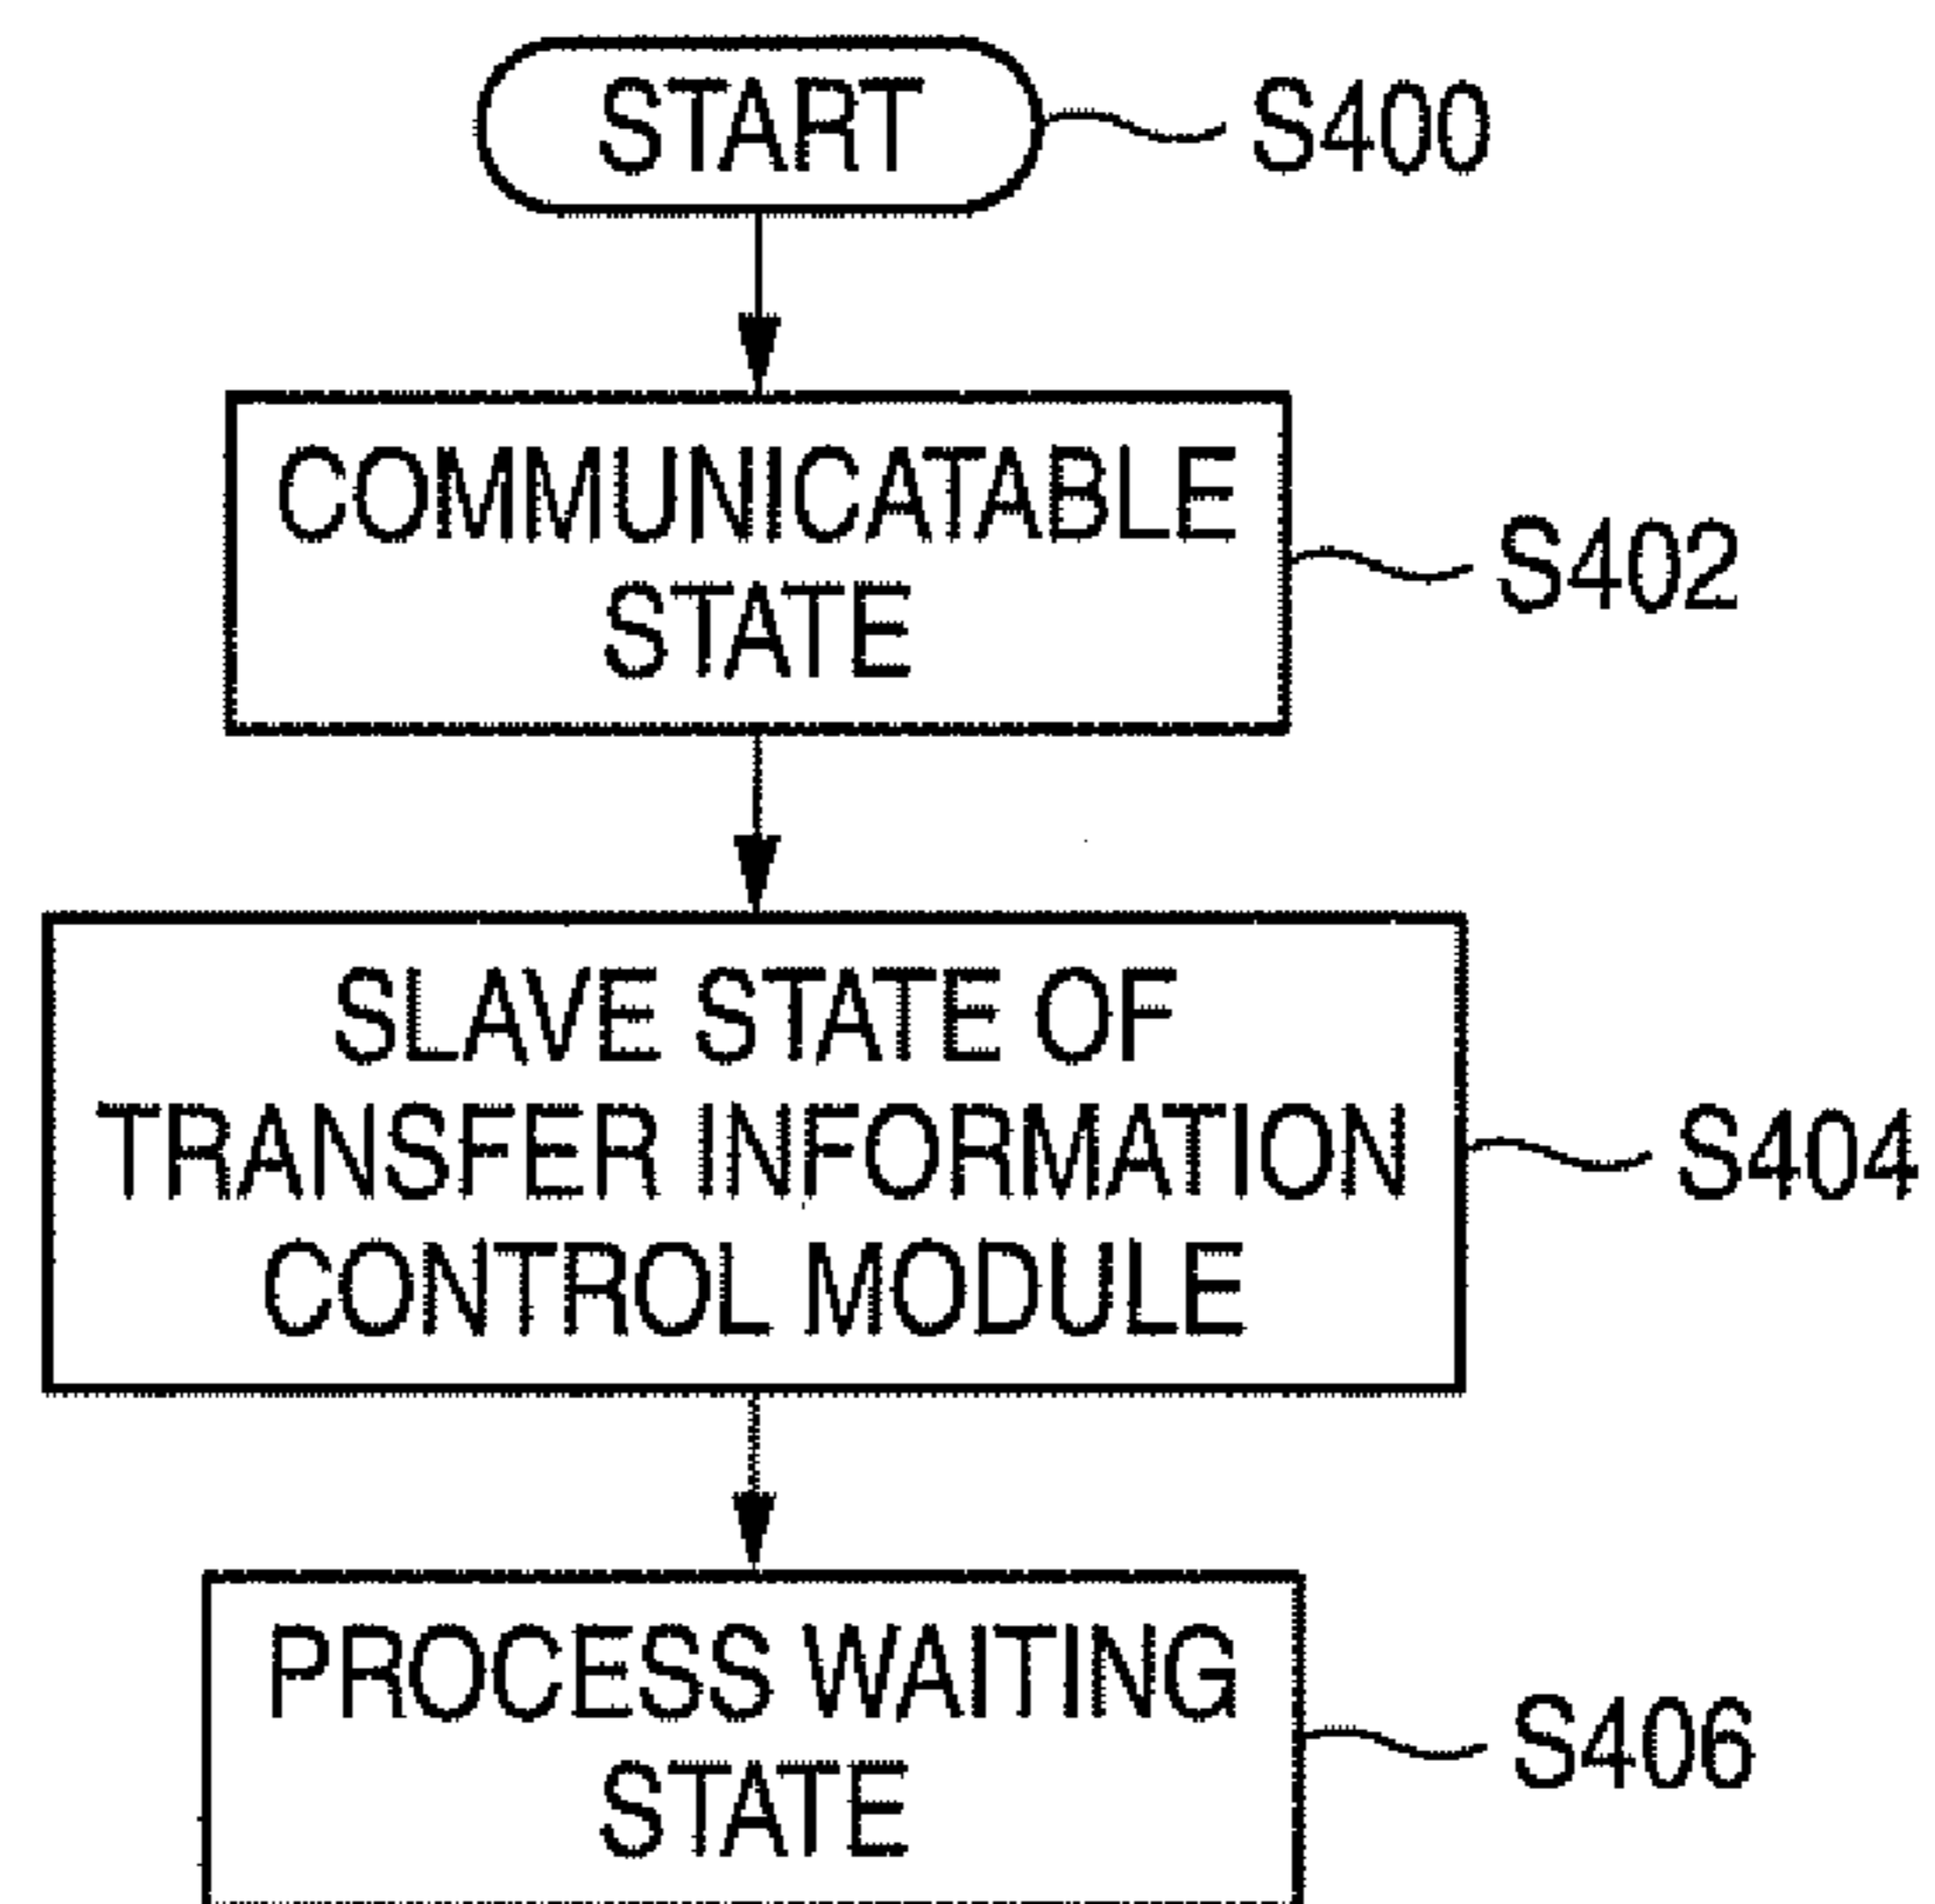 START
S400
COMMUNICATABLE
STATE
S402
SLAVE STATE OF
TRANSFER INFORMATION
CONTROL MODULE
S404
PROCESS WAITING
STATE
S406